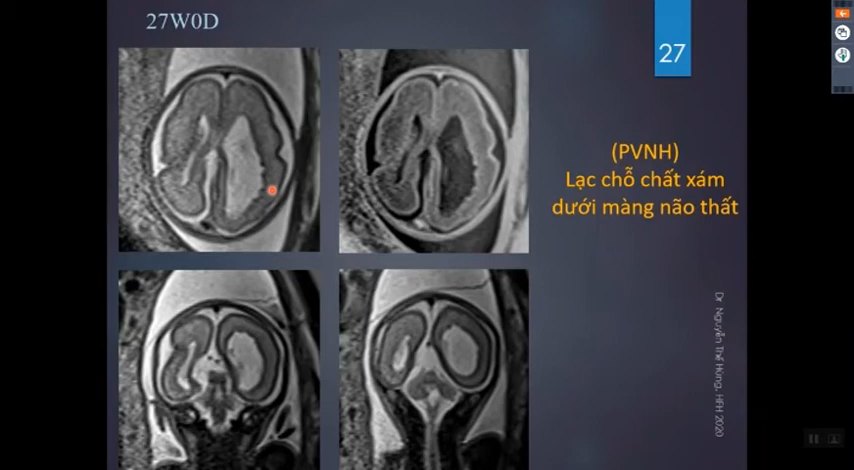 27W0D
27
(PVNH)
Lạc chỗ chất xám
dưới màng não thất
Dr Nguyễn Thế Hùng, HFH 2020